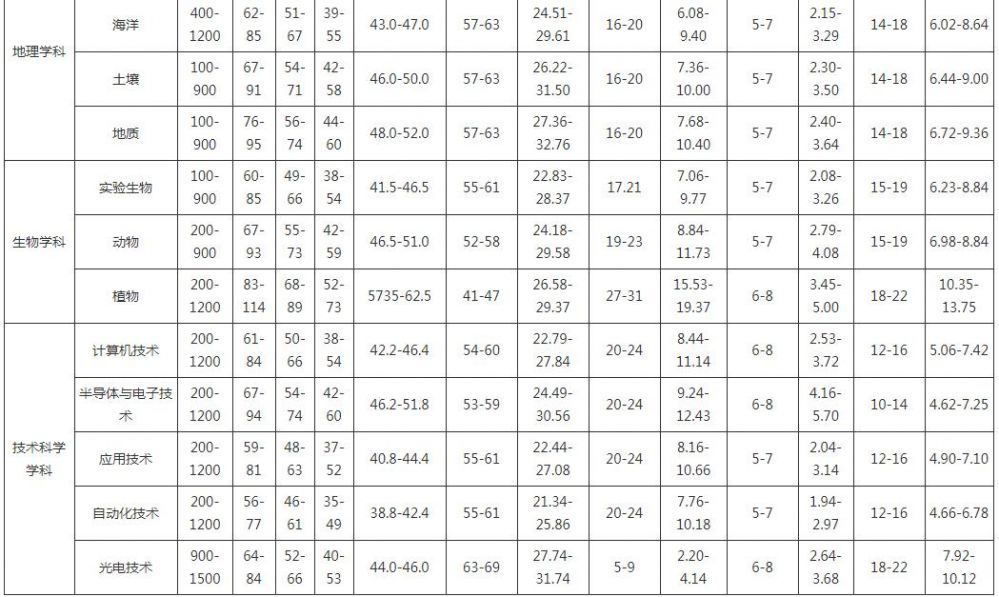 地理学科
海洋 400-1200 62-85 51-67 39-55 43.0-47.0 57-63 24.51-29.61 16-20 6.08-9.40 5-7 2.15-3.29 14-18 6.02-8.64
土壤 100-900 67-91 54-71 42-58 46.0-50.0 57-63 26.22-31.50 16-20 7.36-10.00 5-7 2.30-3.50 14-18 6.44-9.00
地质 100-900 76-95 56-74 44-60 48.0-52.0 57-63 27.36-32.76 16-20 7.68-10.40 5-7 2.40-3.64 14-18 6.72-9.36
生物学科
实验生物 100-900 60-85 49-66 38-54 41.5-46.5 55-61 22.83-28.37 17.21 7.06-9.77 5-7 2.08-3.26 15-19 6.23-8.84
动物 200-900 67-93 55-73 42-59 46.5-51.0 52-58 24.18-29.58 19-23 8.84-11.73 5-7 2.79-4.08 15-19 6.98-8.84
植物 200-1200 83-114 68-89 52-73 5735-62.5 41-47 26.58-29.37 27-31 15.53-19.37 6-8 3.45-5.00 18-22 10.35-13.75
技术科学学科
计算机技术 200-1200 61-84 50-66 38-54 42.2-46.4 54-60 22.79-27.84 20-24 8.44-11.14 6-8 2.53-3.72 12-16 5.06-7.42
半导体与电子技术 200-1200 67-94 54-74 42-60 46.2-51.8 53-59 24.49-30.56 20-24 9.24-12.43 6-8 4.16-5.70 10-14 4.62-7.25
应用技术 200-1200 59-81 48-63 37-52 40.8-44.4 55-61 22.44-27.08 20-24 8.16-10.66 5-7 2.04-3.14 12-16 4.90-7.10
自动化技术 200-1200 56-77 46-61 35-49 38.8-42.4 55-61 21.34-25.86 20-24 7.76-10.18 5-7 1.94-2.97 12-16 4.66-6.78
光电技术 900-1500 64-84 52-66 40-53 44.0-46.0 63-69 27.74-31.74 5-9 2.20-4.14 6-8 2.64-3.68 18-22 7.92-10.12